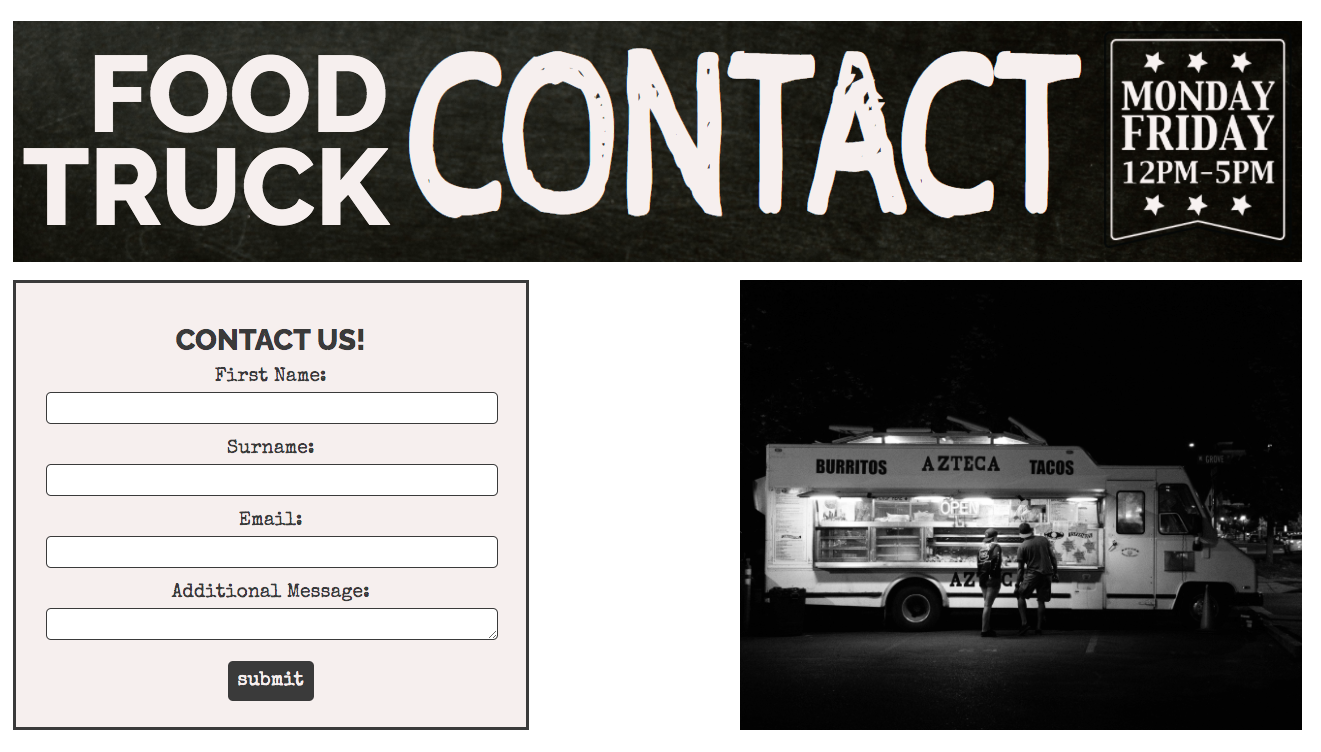 FOOD
TRUCK
CONTACT
MONDAY
FRIDAY
12PM-5PM
CONTACT US!
First Name:
Surname:
Email:
Additional Message:
submit
BURRITOS AZTECA TACOS
GROVE
OPEN